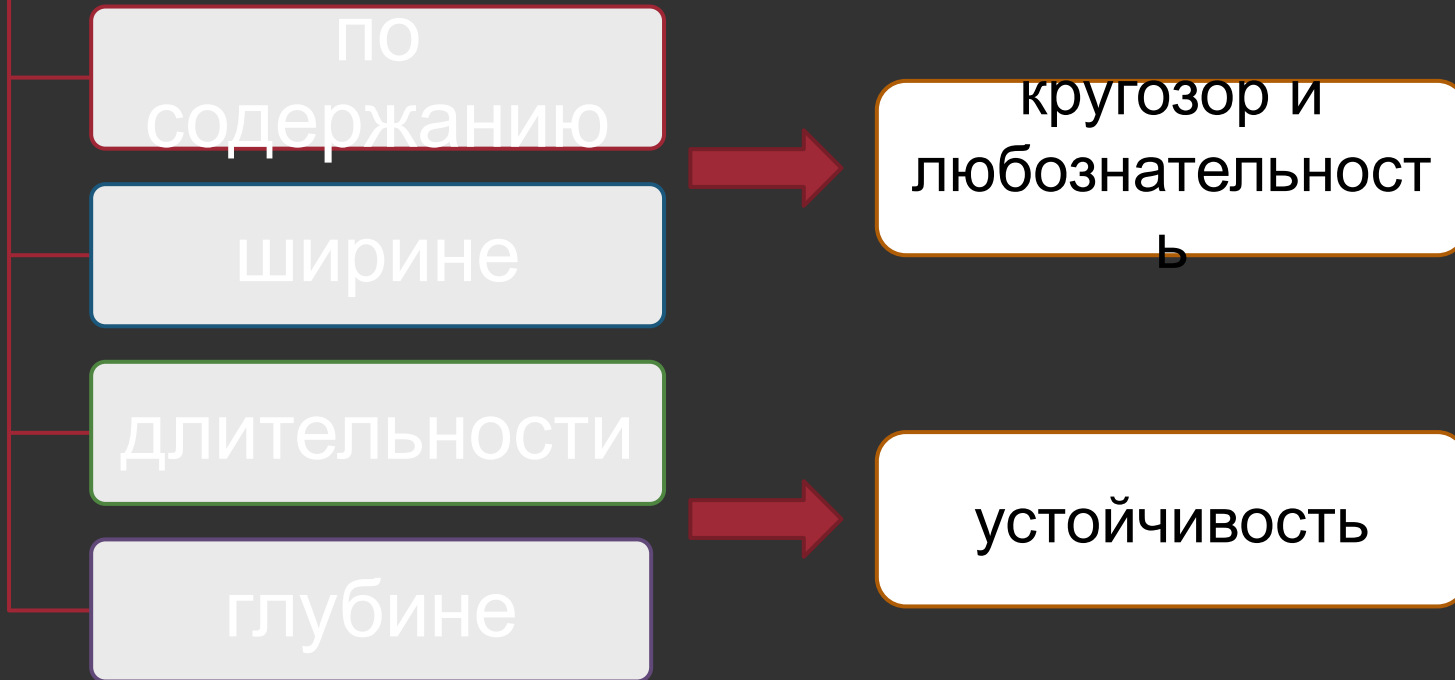 по
содержанию
кругозор и
любознательност
ь
ширине
длительности
устойчивость
глубине